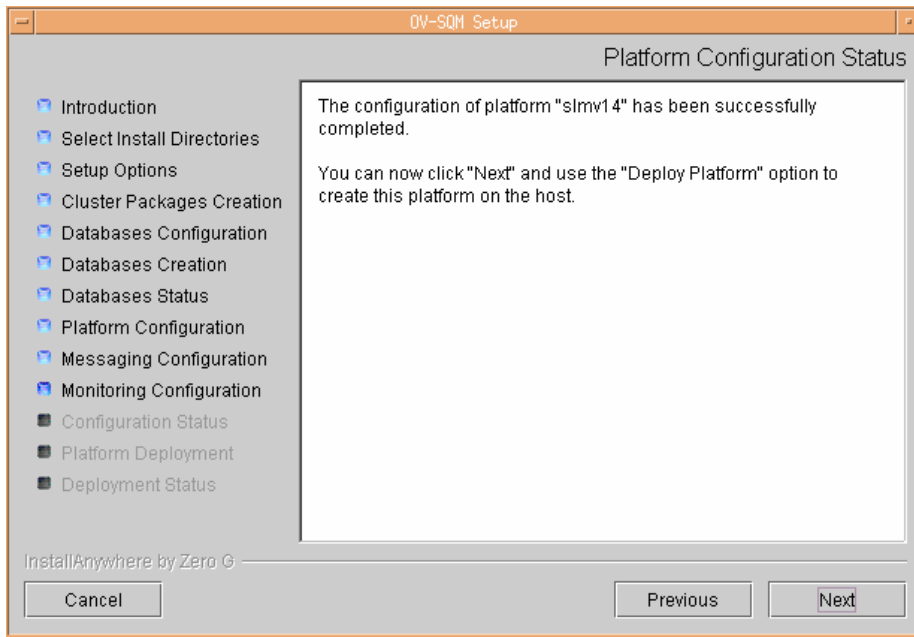 OV-SQM Setup
Platform Configuration Status
Introduction
Select Install Directories
Setup Options
Cluster Packages Creation
Databases Configuration
Databases Creation
Databases Status
Platform Configuration
Messaging Configuration
Monitoring Configuration
Configuration Status
Platform Deployment
Deployment Status
The configuration of platform "slmv14" has been successfully
completed.
You can now click "Next" and use the "Deploy Platform" option to
create this platform on the host.
InstallAnywhere by Zero G
Cancel
Previous
Next